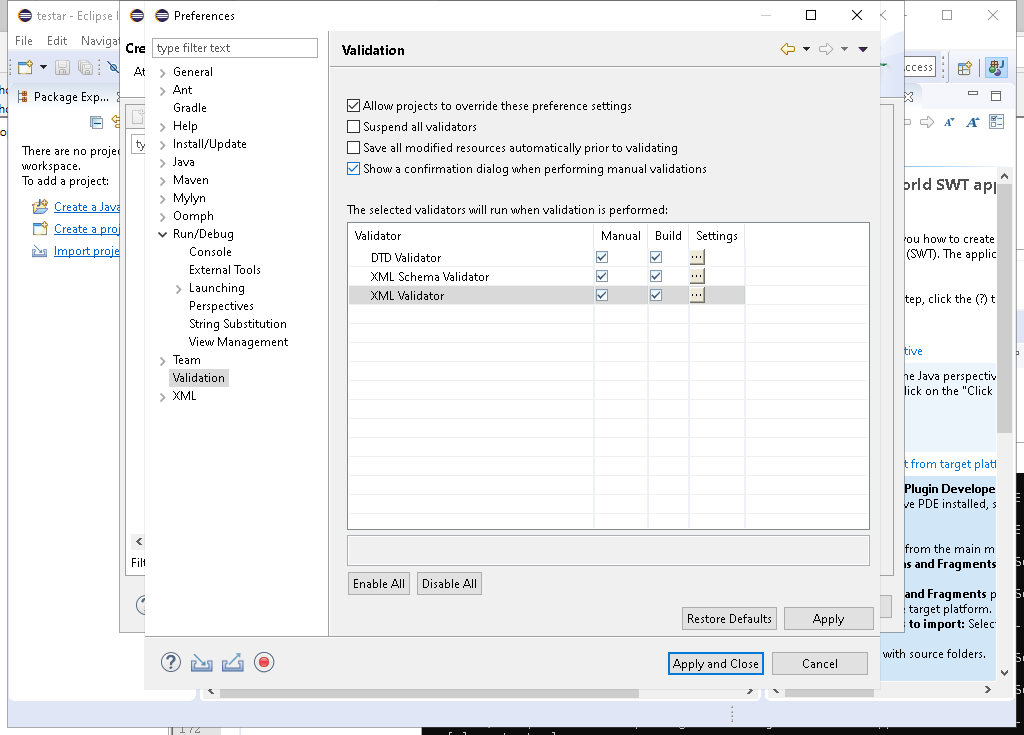 testar - Eclipse I
File Edit Navigat
Package Exp...
There are no projec
workspace.
To add a project:
Create a Java
Create a proj
Import proje
Cre
At
ty
Filt
Preferences
type filter text
General
Ant
Gradle
Help
Install/Update
Java
Maven
Mylyn
Oomph
Run/Debug
Console
External Tools
Launching
Perspectives
String Substitution
View Management
Team
Validation
XML
Validation
Allow projects to override these preference settings
Suspend all validators
Save all modified resources automatically prior to validating
Show a confirmation dialog when performing manual validations
The selected validators will run when validation is performed:
Validator Manual Build Settings
DTD Validator ...
XML Schema Validator ...
XML Validator ...
Enable All Disable All
Restore Defaults Apply
Apply and Close Cancel
ccess
orld SWT app
you how to create
(SWT). The applic
tep, click the (?) t
tive
he Java perspectiv
lick on the "Click
t from target platf
Plugin Develope
ve PDE installed, s
from the main m
ns and Fragments
and Fragments p
e target platform.
s to import: Selec
with source folders.
172